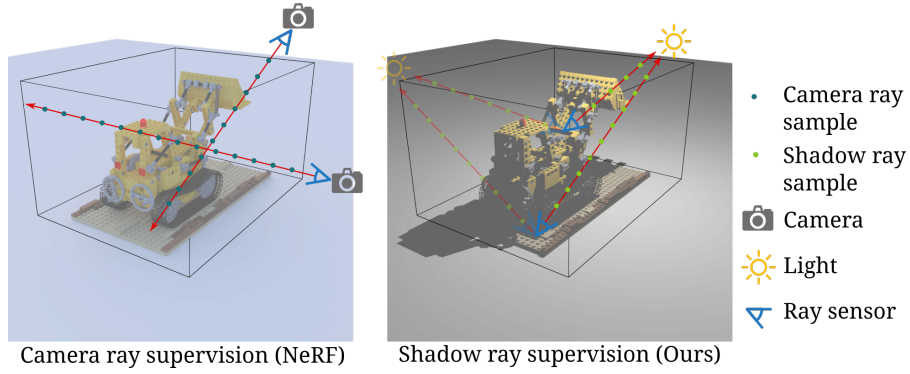 Camera ray
sample
Shadow ray
sample
Camera
Light
Ray sensor
Camera ray supervision (NeRF)
Shadow ray supervision (Ours)